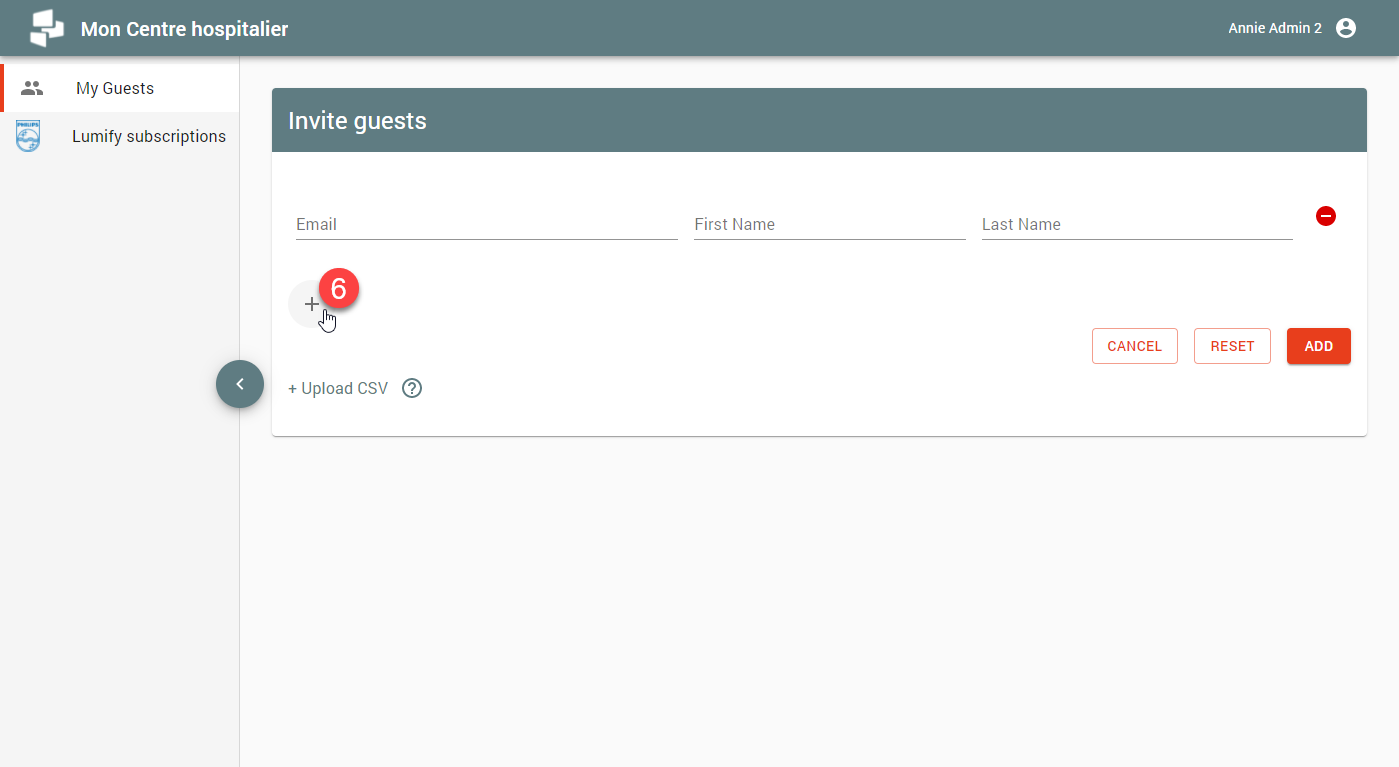 Mon Centre hospitalier
Annie Admin 2
My Guests
PHILIPS
Lumify subscriptions
Invite guests
Email
First Name
Last Name
6
CANCEL
RESET
ADD
+ Upload CSV